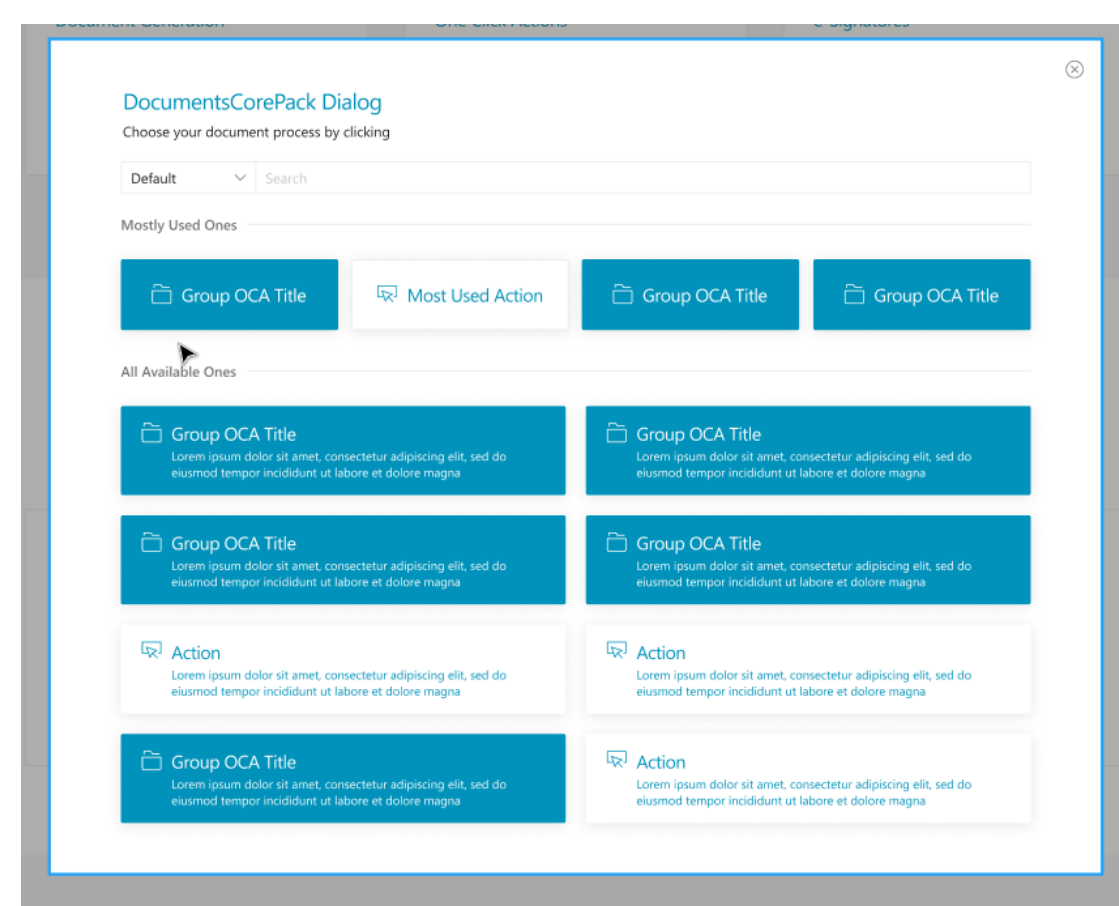 Document Generation
One Click Actions
e-Signatures
DocumentsCorePack Dialog
Choose your document process by clicking
Default
Search
Mostly Used Ones
Group OCA Title
Most Used Action
Group OCA Title
Group OCA Title
All Available Ones
Group OCA Title
Lorem ipsum dolor sit amet, consectetur adipiscing elit, sed do
eiusmod tempor incididunt ut labore et dolore magna
Group OCA Title
Lorem ipsum dolor sit amet, consectetur adipiscing elit, sed do
eiusmod tempor incididunt ut labore et dolore magna
Group OCA Title
Lorem ipsum dolor sit amet, consectetur adipiscing elit, sed do
eiusmod tempor incididunt ut labore et dolore magna
Group OCA Title
Lorem ipsum dolor sit amet, consectetur adipiscing elit, sed do
eiusmod tempor incididunt ut labore et dolore magna
Action
Lorem ipsum dolor sit amet, consectetur adipiscing elit, sed do
eiusmod tempor incididunt ut labore et dolore magna
Action
Lorem ipsum dolor sit amet, consectetur adipiscing elit, sed do
eiusmod tempor incididunt ut labore et dolore magna
Group OCA Title
Lorem ipsum dolor sit amet, consectetur adipiscing elit, sed do
eiusmod tempor incididunt ut labore et dolore magna
Action
Lorem ipsum dolor sit amet, consectetur adipiscing elit, sed do
eiusmod tempor incididunt ut labore et dolore magna